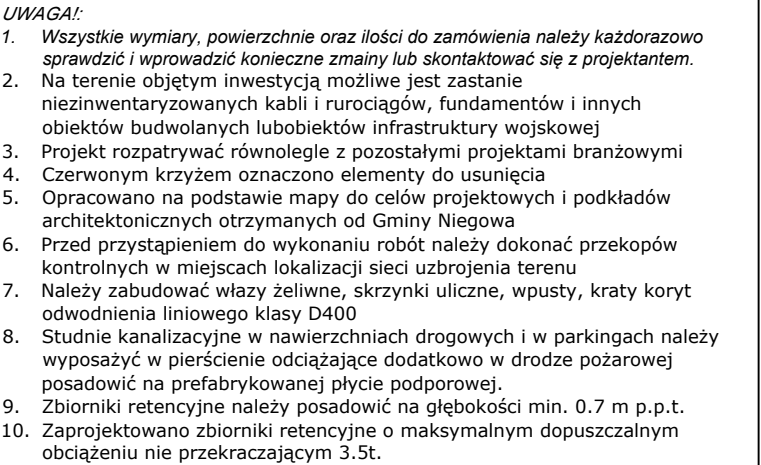 UWAGA!:
1. Wszystkie wymiary, powierzchnie oraz ilości do zamówienia należy każdorazowo
sprawdzić i wprowadzić konieczne zmainy lub skontaktować się z projektantem.
2. Na terenie objętym inwestycją możliwe jest zastanie
niezinwentaryzowanych kabli i rurociągów, fundamentów i innych
obiektów budwolanych lubobiektów infrastruktury wojskowej
3. Projekt rozpatrywać równolegle z pozostałymi projektami branżowymi
4. Czerwonym krzyżem oznaczono elementy do usunięcia
5. Opracowano na podstawie mapy do celów projektowych i podkładów
architektonicznych otrzymanych od Gminy Niegowa
6. Przed przystąpieniem do wykonaniu robót należy dokonać przekopów
kontrolnych w miejscach lokalizacji sieci uzbrojenia terenu
7. Należy zabudować włazy żeliwne, skrzynki uliczne, wpusty, kraty koryt
odwodnienia liniowego klasy D400
8. Studnie kanalizacyjne w nawierzchniach drogowych i w parkingach należy
wyposażyć w pierścienie odciążające dodatkowo w drodze pożarowej
posadowić na prefabrykowanej płycie podporowej.
9. Zbiorniki retencyjne należy posadowić na głębokości min. 0.7 m p.p.t.
10. Zaprojektowano zbiorniki retencyjne o maksymalnym dopuszczalnym
obciążeniu nie przekraczającym 3.5t.